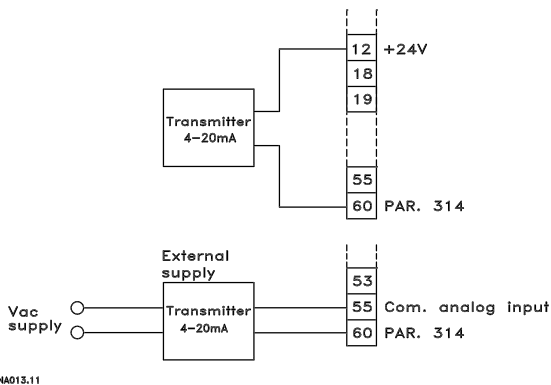 12 +24V
18
19
Transmitter
4-20mA
55
60 PAR. 314
External
supply
53
Vac
supply
Transmitter
4-20mA
55 Com. analog input
60 PAR. 314
NA013.11